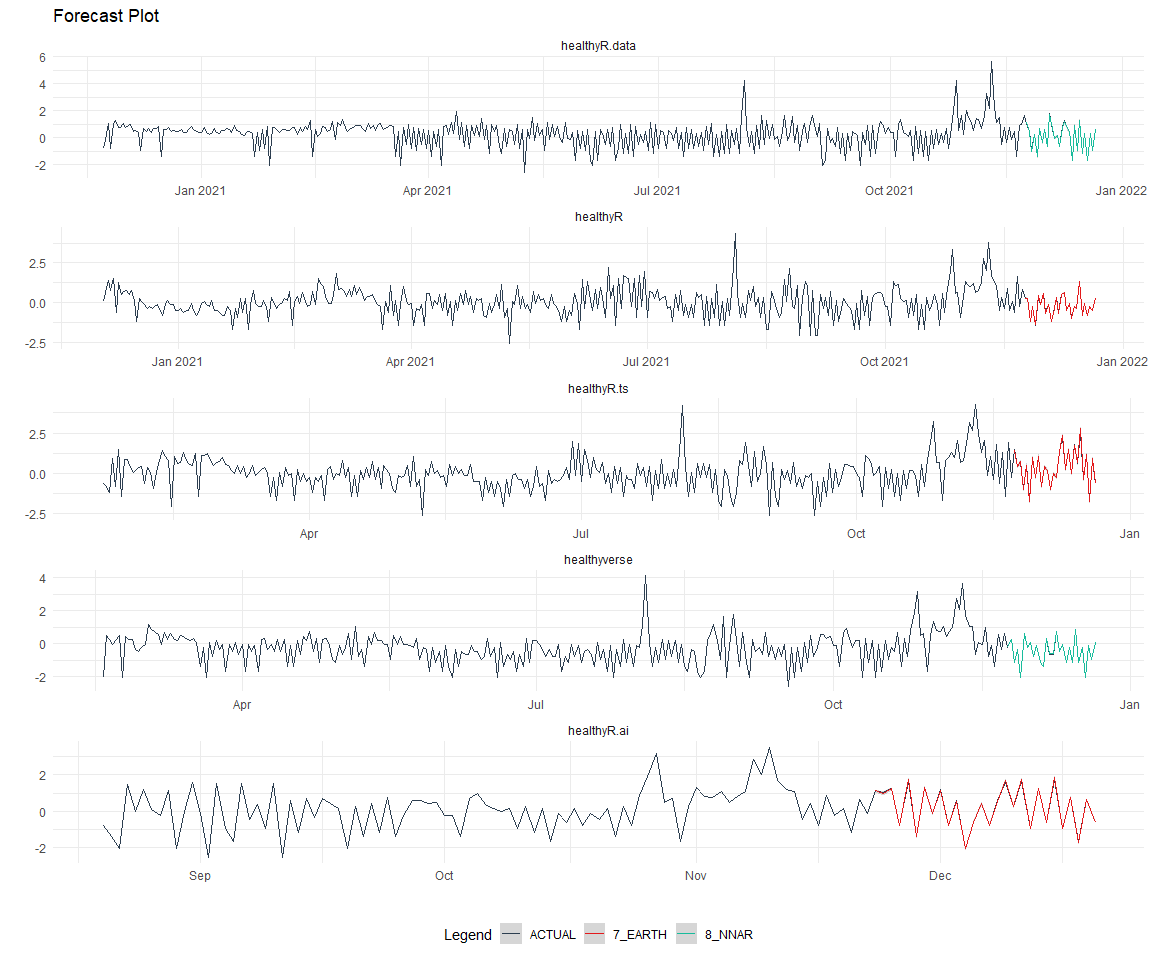 Forecast Plot
healthyR.data
6
4
2
0
-2
Jan 2021 Apr 2021 Jul 2021 Oct 2021 Jan 2022
healthyR
2.5
0.0
-2.5
Jan 2021 Apr 2021 Jul 2021 Oct 2021 Jan 2022
healthyR.ts
2.5
0.0
-2.5
Apr Jul Oct Jan
healthyverse
4
2
0
-2
Apr Jul Oct Jan
healthyR.ai
2
0
-2
Sep Oct Nov Dec
Legend ACTUAL 7_EARTH 8_NNAR